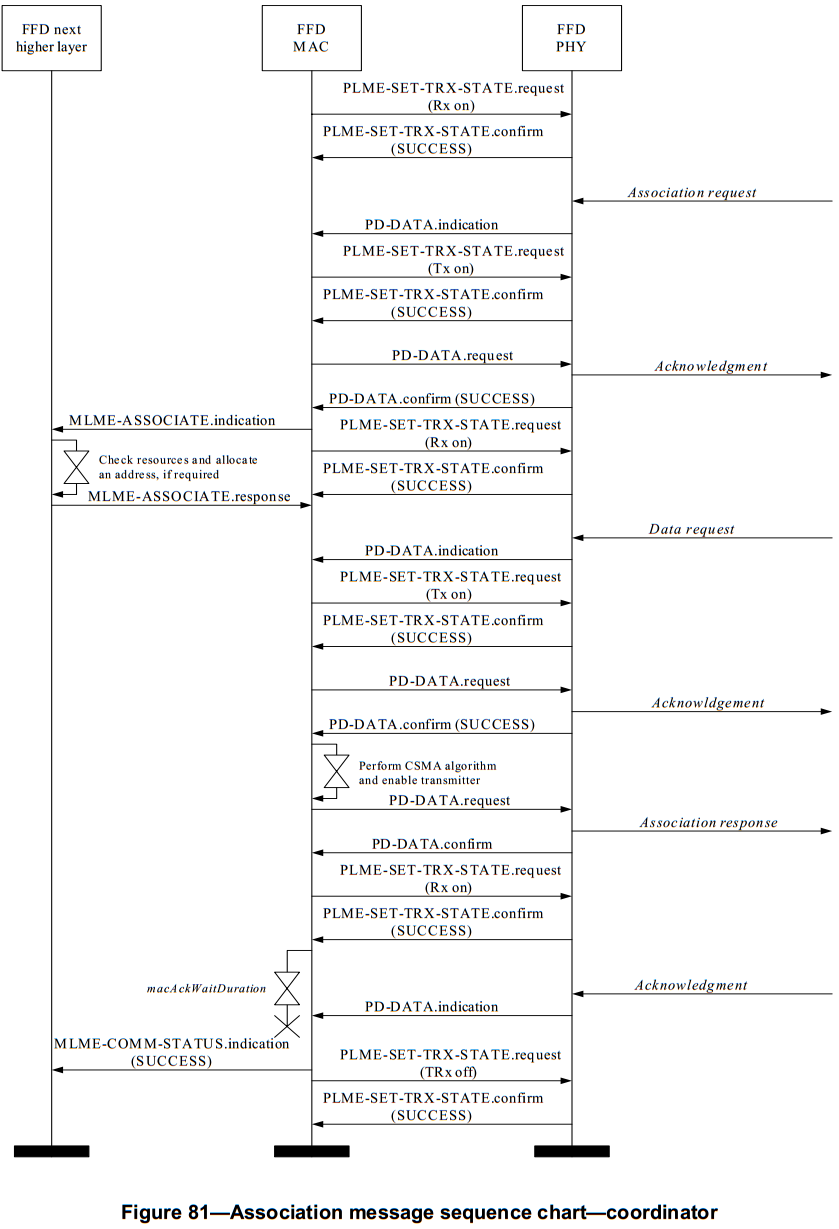 FFD next
higher layer
FFD
MAC
FFD
PHY
PLME-SET-TRX-STATE.request
(Rx on)
PLME-SET-TRX-STATE.confirm
(SUCCESS)
Association request
PD-DATA.indication
PLME-SET-TRX-STATE.request
(Tx on)
PLME-SET-TRX-STATE.confirm
(SUCCESS)
PD-DATA.request
Acknowledgment
PD-DATA.confirm (SUCCESS)
MLME-ASSOCIATE.indication
PLME-SET-TRX-STATE.request
(Rx on)
Check resources and allocate
an address, if required
PLME-SET-TRX-STATE.confirm
(SUCCESS)
MLME-ASSOCIATE.response
Data request
PD-DATA.indication
PLME-SET-TRX-STATE.request
(Tx on)
PLME-SET-TRX-STATE.confirm
(SUCCESS)
PD-DATA.request
Acknowldgement
PD-DATA.confirm (SUCCESS)
Perform CSMA algorithm
and enable transmitter
PD-DATA.request
Association response
PD-DATA.confirm
PLME-SET-TRX-STATE.request
(Rx on)
PLME-SET-TRX-STATE.confirm
(SUCCESS)
macAckWaitDuration
Acknowledgment
PD-DATA.indication
MLME-COMM-STATUS.indication
(SUCCESS)
PLME-SET-TRX-STATE.request
(TRx off)
PLME-SET-TRX-STATE.confirm
(SUCCESS)
Figure 81—Association message sequence chart—coordinator